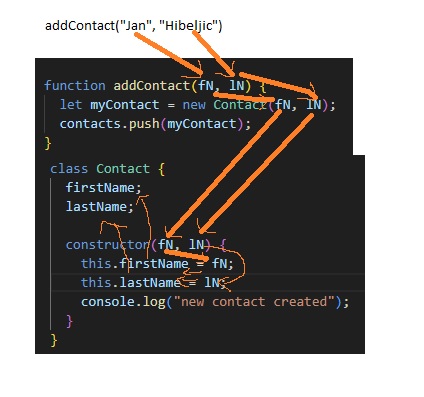 addContact("Jan", "Hibeljic")
function addContact(fN, lN) {
let myContact = new Contact(fN, lN);
contacts.push(myContact);
}
class Contact {
firstName;
lastName;
constructor(fN, lN) {
this.firstName = fN;
this.lastName = lN;
console.log("new contact created");
}
}